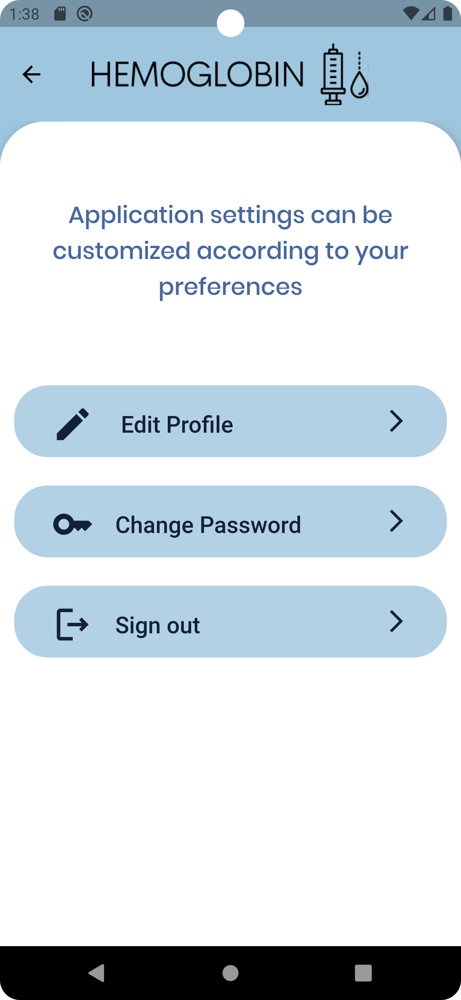 1:38
HEMOGLOBIN
Application settings can be
customized according to your
preferences
Edit Profile
Change Password
Sign out